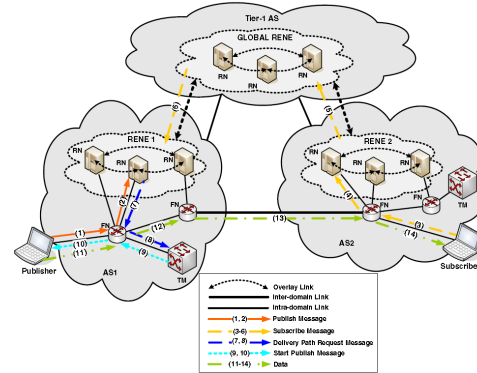 Tier-1 AS
GLOBAL RENE
RN
RN
RN
(6)
(5)
RENE 1
RN
RN
RN
RENE 2
RN
RN
RN
(2)
(7)
(4)
TM
FN
FN
FN
FN
(1)
(12)
(13)
(3)
(10)
(8)
(14)
(11)
(9)
Publisher
AS1
TM
AS2
Subscribe
Overlay Link
Inter-domain Link
Intra-domain Link
(1, 2) Publish Message
(3-6) Subscribe Message
(7, 8) Delivery Path Request Message
(9, 10) Start Publish Message
(11-14) Data